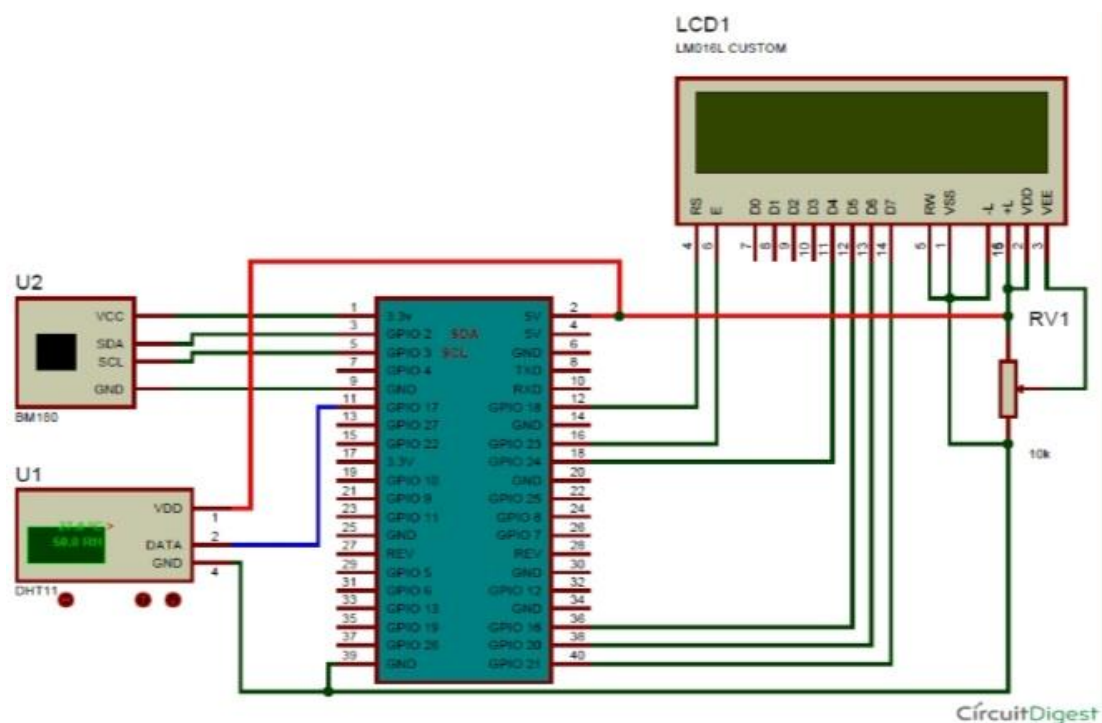 LCD1
LM016L CUSTOM
RS
E
D0
D1
D2
D3
D4
D5
D6
D7
RW
VSS
-L
+L
VDD
VEE
4
6
7
8
9
10
11
12
13
14
5
1
2
3
RV1
10k
U2
VCC
SDA
SCL
GND
BM180
U1
VDD
1
DATA
2
GND
4
50.0 RH
>
DHT11
1 3.3v 5V 2
3 GPIO 2 SDA 5V 4
5 GPIO 3 SCL GND 6
7 GPIO 4 TXD 8
9 GND RXD 10
11 GPIO 17 GPIO 18 12
13 GPIO 27 GND 14
15 GPIO 22 GPIO 23 16
17 3.3V GPIO 24 18
19 GPIO 10 GND 20
21 GPIO 9 GPIO 25 22
23 GPIO 11 GPIO 8 24
25 GND GPIO 7 26
27 REV REV 28
29 GPIO 5 GND 30
31 GPIO 6 GPIO 12 32
33 GPIO 13 GND 34
35 GPIO 19 GPIO 16 36
37 GPIO 26 GPIO 20 38
39 GND GPIO 21 40
CírcuitDigest